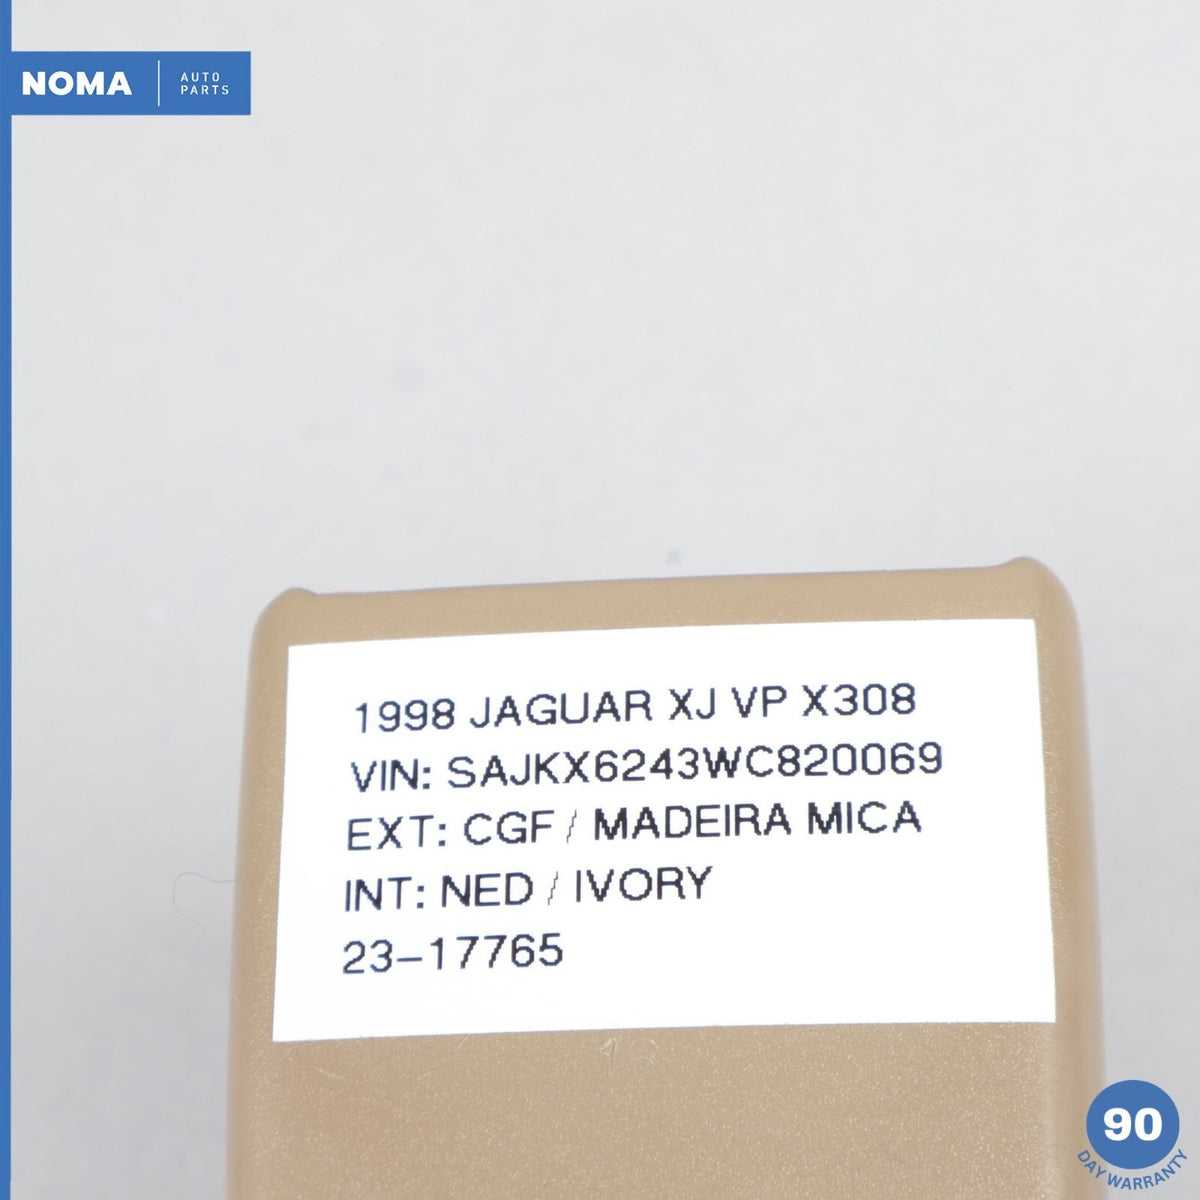 NOMA
AUTO
PARTS
1998 JAGUAR XJ VP X308
VIN: SAJKX6243WC820069
EXT: CGF / MADEIRA MICA
INT: NED / IVORY
23-17765
90
DAY WARRANTY